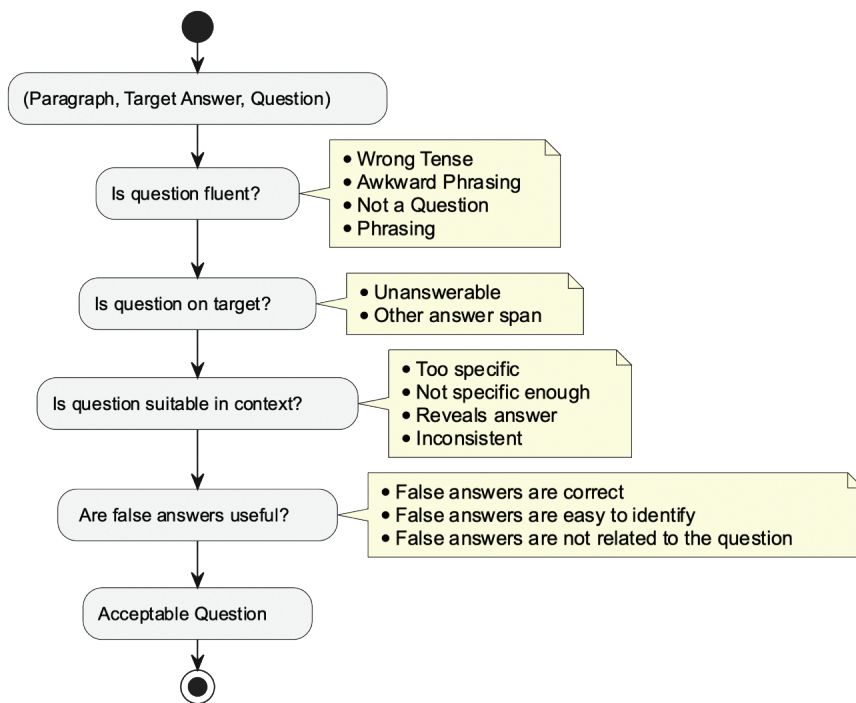 (Paragraph, Target Answer, Question)
Is question fluent?
• Wrong Tense
• Awkward Phrasing
• Not a Question
• Phrasing
Is question on target?
• Unanswerable
• Other answer span
Is question suitable in context?
• Too specific
• Not specific enough
• Reveals answer
• Inconsistent
Are false answers useful?
• False answers are correct
• False answers are easy to identify
• False answers are not related to the question
Acceptable Question